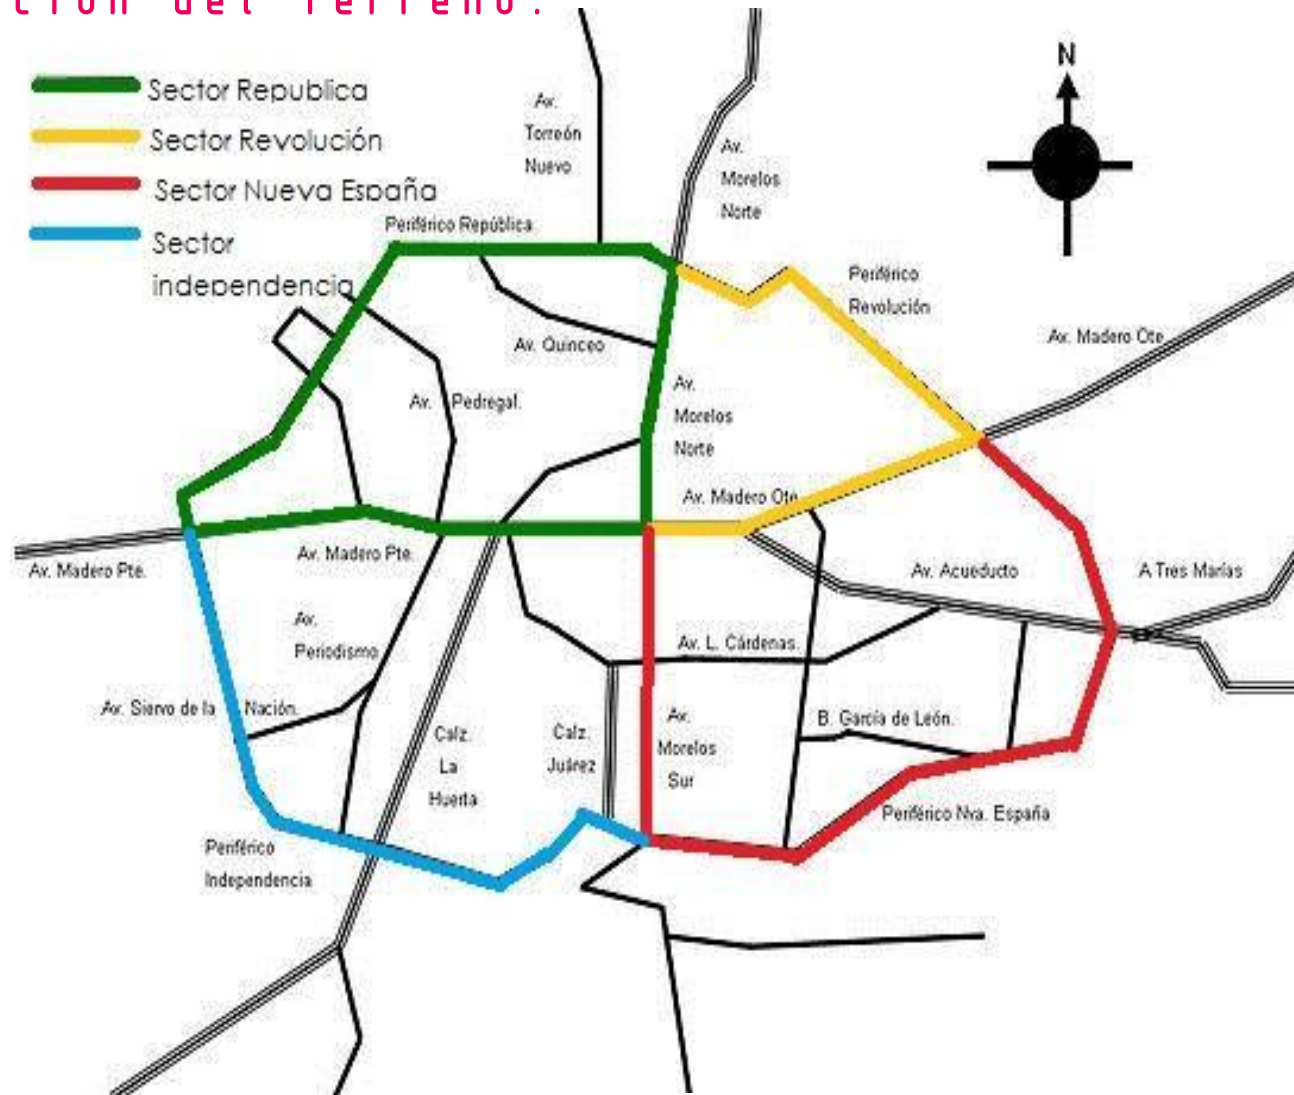 ción del Terreno.
N
Sector Republica
Sector Revolución
Sector Nueva España
Sector
independencia
Av.
Torreón
Nuevo
Av.
Morelos
Norte
Periférico República
Periférico
Revolución
Av. Madero Ote
Av. Quinceo
Av. Pedregal.
Av.
Morelos
Norte
Av. Madero Ote
Av. Madero Pte.
Av. Madero Pte.
Av. Acueducto
A Tres Marías
Av.
Periodismo
Av. L. Cárdenas.
Av. Siervo de la Nación.
Calz.
La
Huerta
Calz.
Juárez
Av.
Morelos
Sur
B. García de León.
Periférico Nva. España
Periférico
Independencia